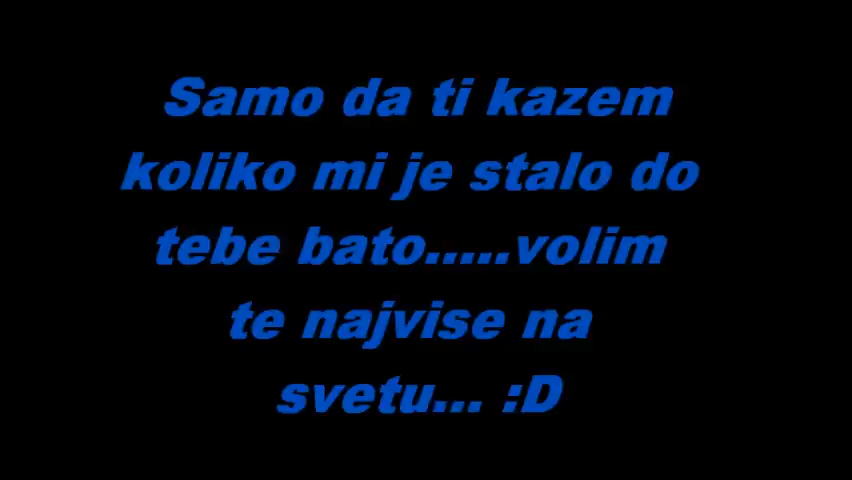 Samo da ti kazem
koliko mi je stalo do
tebe bato.....volim
te najvise na
svetu... :D